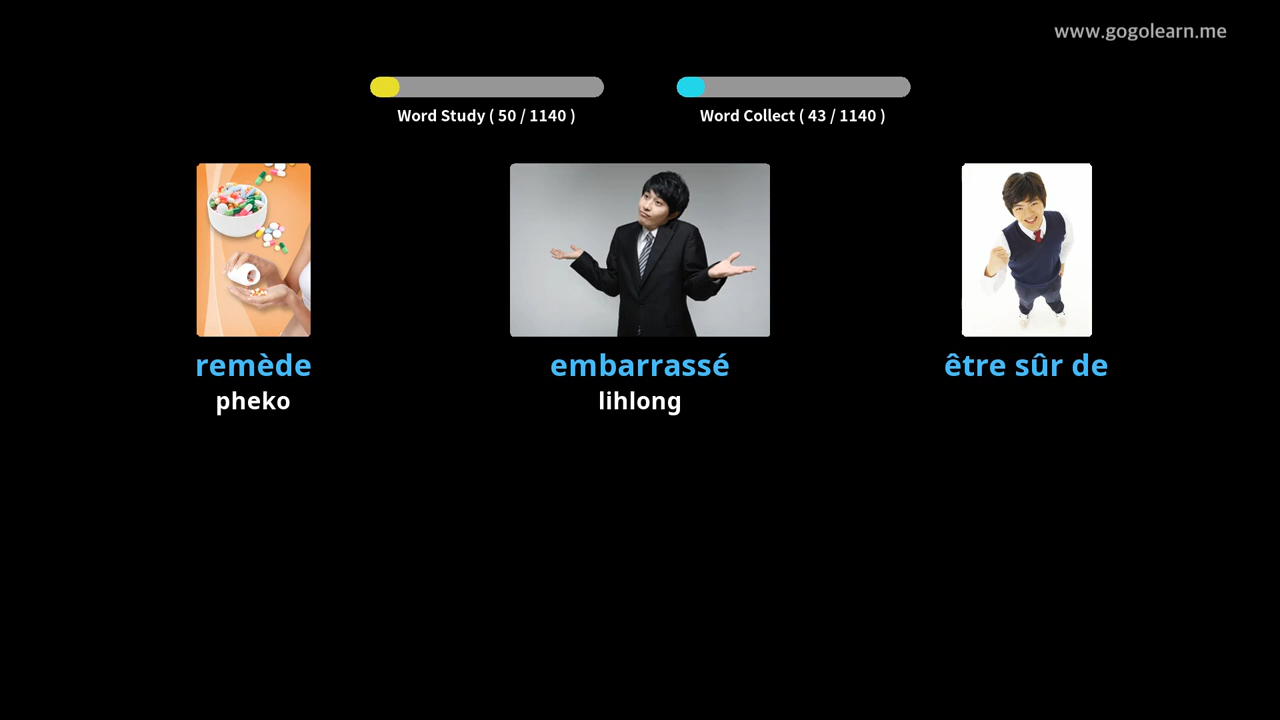 www.gogolearn.me
Word Study ( 50 / 1140 )
Word Collect ( 43 / 1140 )
remède
pheko
embarrassé
lihlong
être sûr de